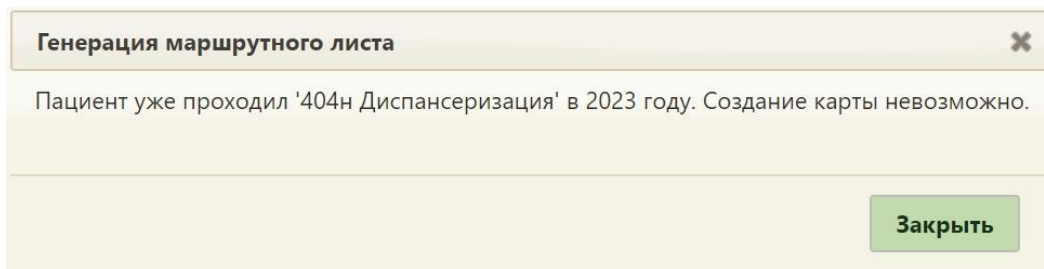 Генерация маршрутного листа
Пациент уже проходил '404н Диспансеризация' в 2023 году. Создание карты невозможно.
Закрыть